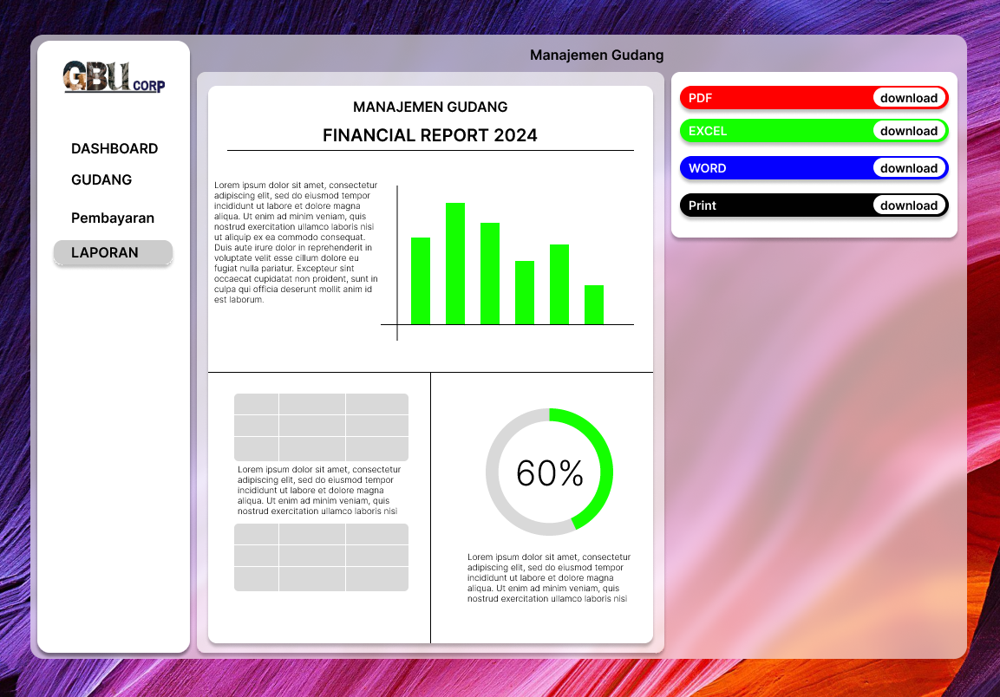 GBU CORP
DASHBOARD
GUDANG
Pembayaran
LAPORAN
Manajemen Gudang
MANAJEMEN GUDANG
FINANCIAL REPORT 2024
Lorem ipsum dolor sit amet, consectetur
adipiscing elit, sed do eiusmod tempor
incididunt ut labore et dolore magna
aliqua. Ut enim ad minim veniam, quis
nostrud exercitation ullamco laboris nisi
ut aliquip ex ea commodo consequat.
Duis aute irure dolor in reprehenderit in
voluptate velit esse cillum dolore eu
fugiat nulla pariatur. Excepteur sint
occaecat cupidatat non proident, sunt in
culpa qui officia deserunt mollit anim id
est laborum.
Lorem ipsum dolor sit amet, consectetur
adipiscing elit, sed do eiusmod tempor
incididunt ut labore et dolore magna
aliqua. Ut enim ad minim veniam, quis
nostrud exercitation ullamco laboris nisi
60%
Lorem ipsum dolor sit amet, consectetur
adipiscing elit, sed do eiusmod tempor
incididunt ut labore et dolore magna
aliqua. Ut enim ad minim veniam, quis
nostrud exercitation ullamco laboris nisi
PDF download
EXCEL download
WORD download
Print download